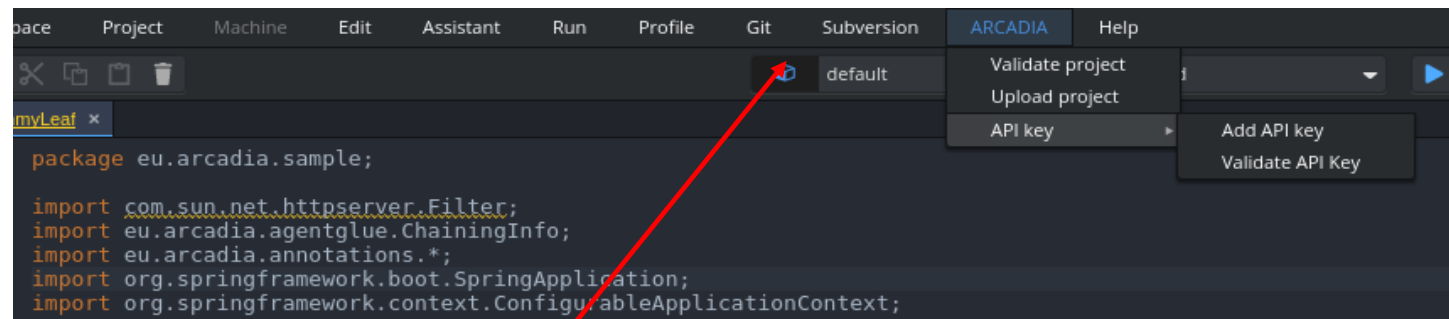 pace Project Machine Edit Assistant Run Profile Git Subversion ARCADIA Help
default
Validate project
Upload project
API key
Add API key
Validate API Key
myLeaf ×
package eu.arcadia.sample;
import com.sun.net.httpserver.Filter;
import eu.arcadia.agentglue.ChainingInfo;
import eu.arcadia.annotations.*;
import org.springframework.boot.SpringApplication;
import org.springframework.context.ConfigurableApplicationContext;